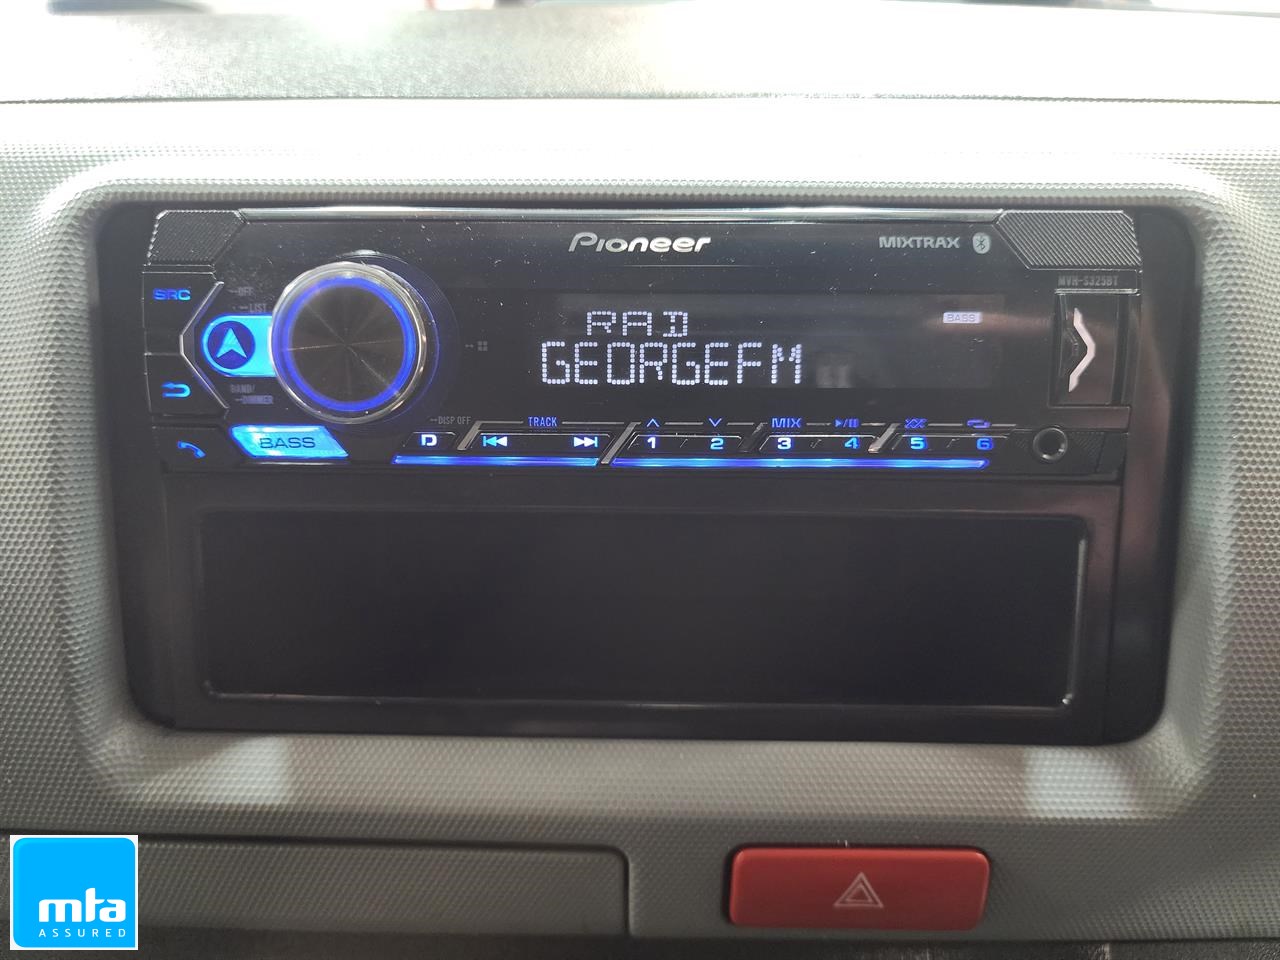 Pioneer
MIXTRAX
MVH-S325BT
SRC
OFF
LIST
BAND/
DIMMER
RAD
BASS
GEORGEFM
DISP OFF
TRACK
MIX
BASS
D
1 / 2
3 / 4
5 / 6
mta
ASSURED